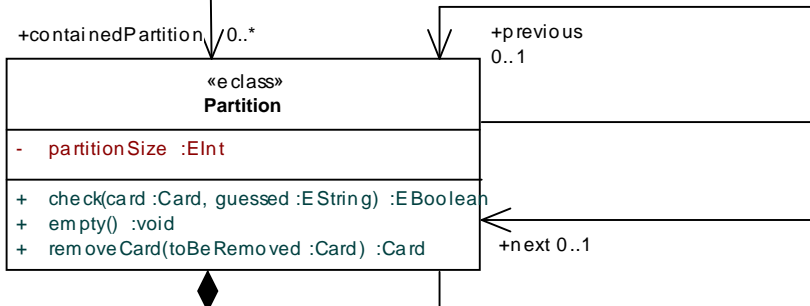 +containedPartition 0..*
+previous
0..1
«eclass»
Partition
- partitionSize :EInt
+ check(card :Card, guessed :EString) :EBoolean
+ empty() :void
+ removeCard(toBeRemoved :Card) :Card
+next 0..1